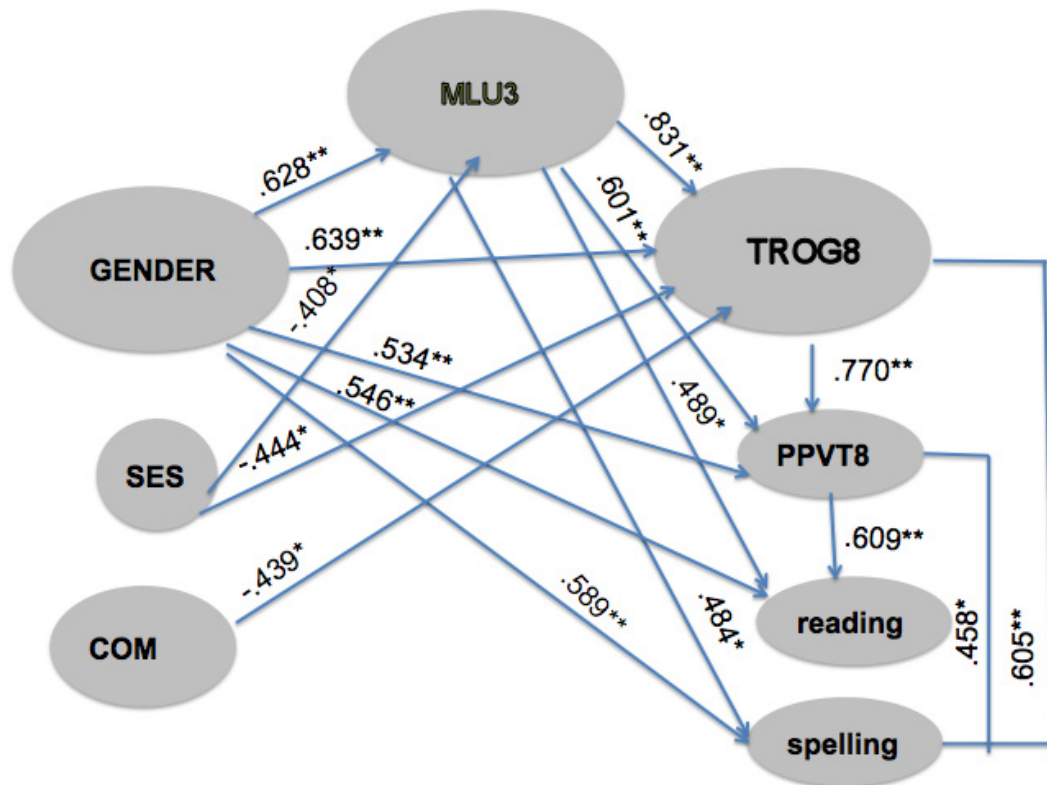 MLU3
.628**
.831**
.601**
.639**
TROG8
GENDER
-.408*
.534**
.546**
.770**
.489*
-.444*
SES
PPVT8
.609**
-.439*
.589**
.484*
reading
.458*
.605**
COM
spelling